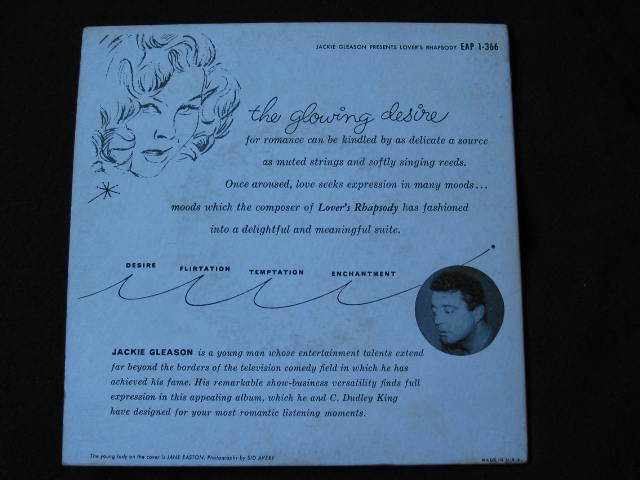 JACKIE GLEASON PRESENTS LOVER'S RHAPSODY EAP 1-366
the glowing desire
for romance can be kindled by as delicate a source
as muted strings and softly singing reeds.
Once aroused, love seeks expression in many moods...
moods which the composer of Lover's Rhapsody has fashioned
into a delightful and meaningful suite.
DESIRE FLIRTATION TEMPTATION ENCHANTMENT
JACKIE GLEASON is a young man whose entertainment talents extend
far beyond the borders of the television comedy field in which he has
achieved his fame. His remarkable show-business versatility finds full
expression in this appealing album, which he and C. Dudley King
have designed for your most romantic listening moments.
The young lady on the cover is JANE EASTON, Photography by SID AVERY
MADE IN U.S.A.